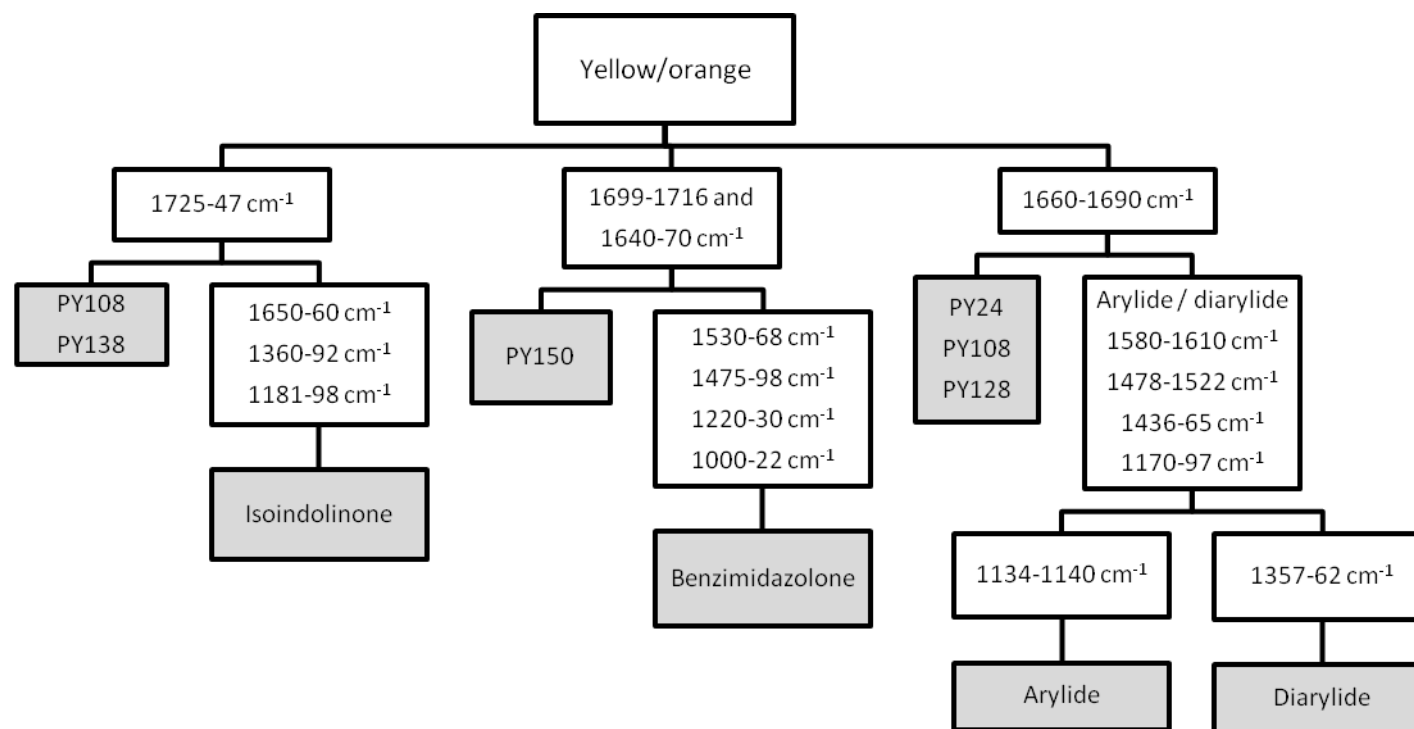 Yellow/orange
1725-47 cm⁻¹
1699-1716 and
1640-70 cm⁻¹
1660-1690 cm⁻¹
PY108
PY138
1650-60 cm⁻¹
1360-92 cm⁻¹
1181-98 cm⁻¹
PY150
1530-68 cm⁻¹
1475-98 cm⁻¹
1220-30 cm⁻¹
1000-22 cm⁻¹
PY24
PY108
PY128
Arylide / diarylide
1580-1610 cm⁻¹
1478-1522 cm⁻¹
1436-65 cm⁻¹
1170-97 cm⁻¹
Isoindolinone
Benzimidazolone
1134-1140 cm⁻¹
1357-62 cm⁻¹
Arylide
Diarylide